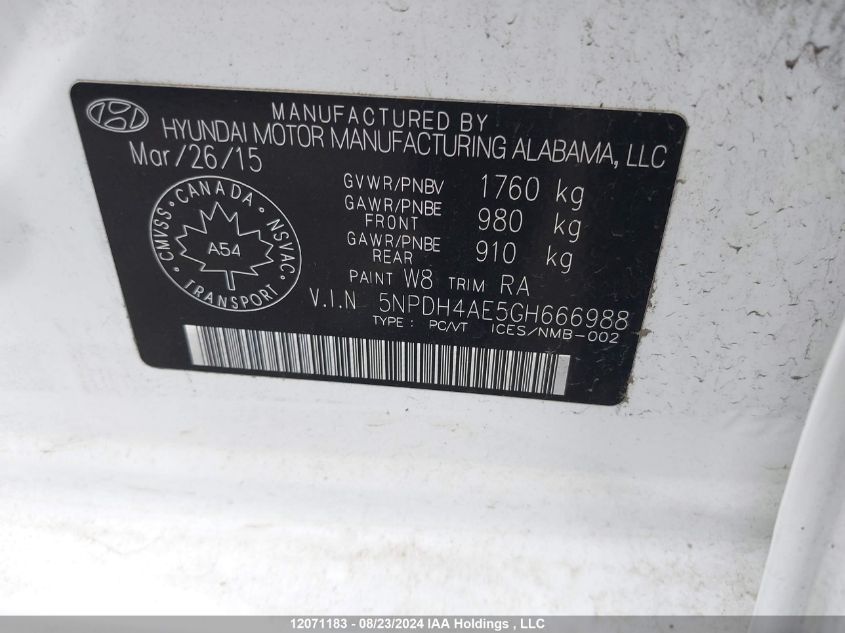 MANUFACTURED BY
HYUNDAI MOTOR MANUFACTURING ALABAMA, LLC
Mar/26/15
GVWR/PNBV 1760 kg
GAWR/PNBE FRONT 980 kg
GAWR/PNBE REAR 910 kg
CANADA · NSVAC · TRANSPORT · CMVSS ·
A54
PAINT W8 TRIM RA
V.I.N 5NPDH4AE5GH666988
TYPE : PC/VT ICES/NMB-002
12071183 - 08/23/2024 IAA Holdings , LLC